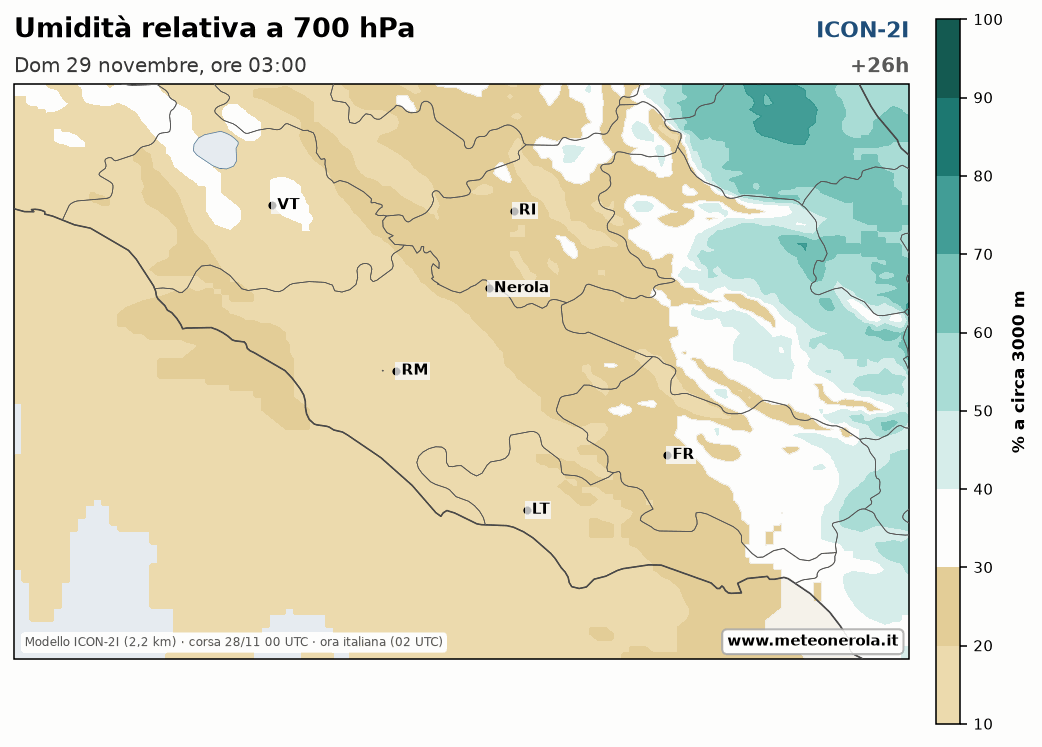 Umidità relativa a 700 hPa
ICON-2I
Dom 29 novembre, ore 03:00
+26h
100
90
80
70
60
50
40
30
20
10
% a circa 3000 m
VT
RI
Nerola
RM
FR
LT
Modello ICON-2I (2,2 km) · corsa 28/11 00 UTC · ora italiana (02 UTC)
www.meteonerola.it